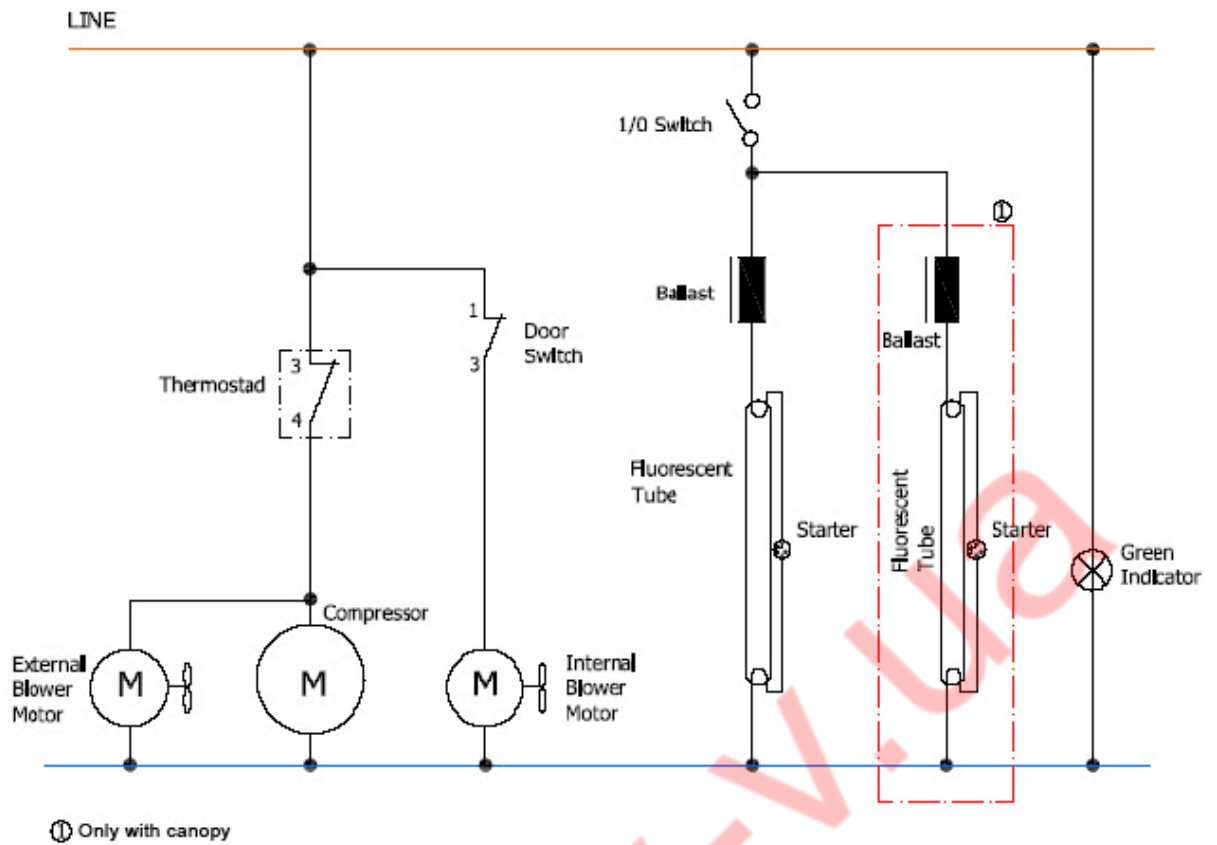 LINE
1/0 Switch
①
Ballast
Ballast
1
Door
Switch
3
3
Thermostad
4
Fluorescent
Tube
Starter
Fluorescent
Tube
Starter
Green
Indicator
Compressor
External
Blower
Motor
M
M
M
Internal
Blower
Motor
① Only with canopy
-v.ua